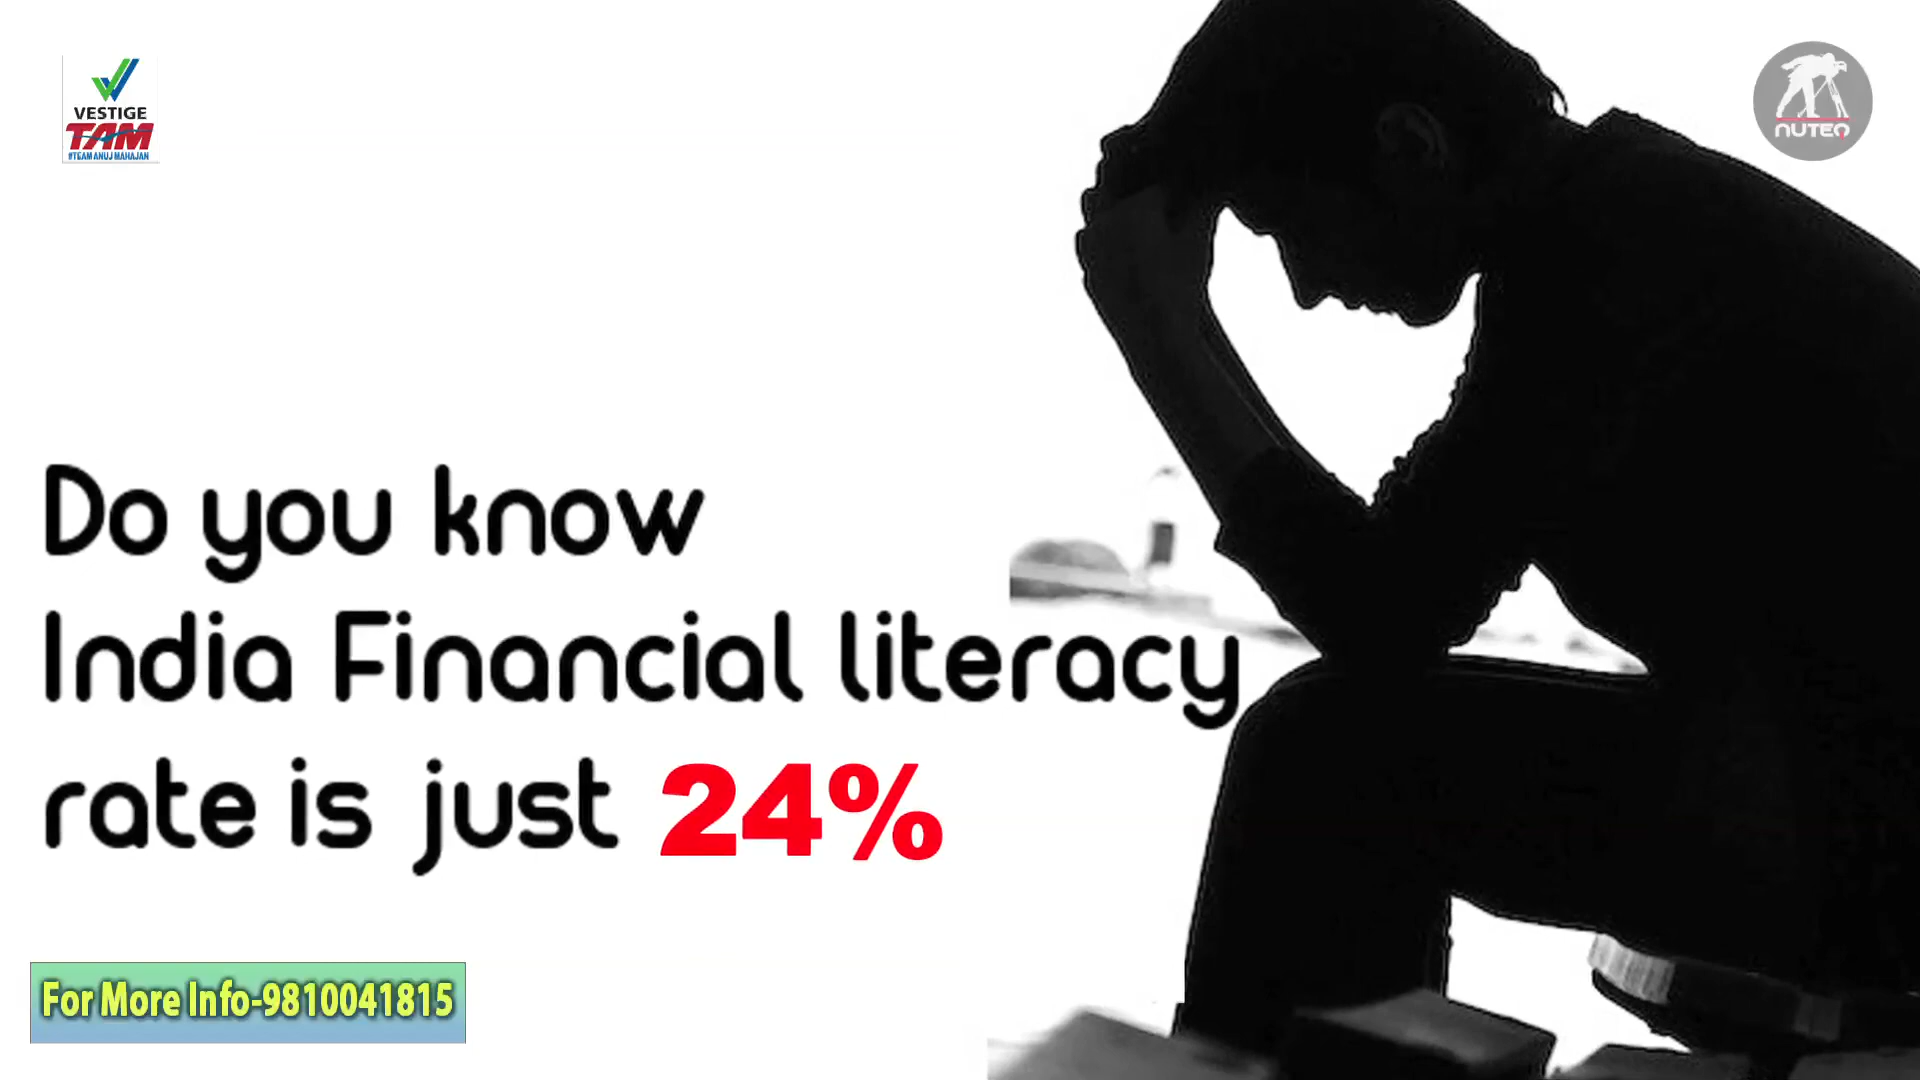 VESTIGE
TAM
#TEAM ANUJ MAHAJAN
NUTEQ
Do you know
India Financial literacy
rate is just 24%
For More Info-9810041815